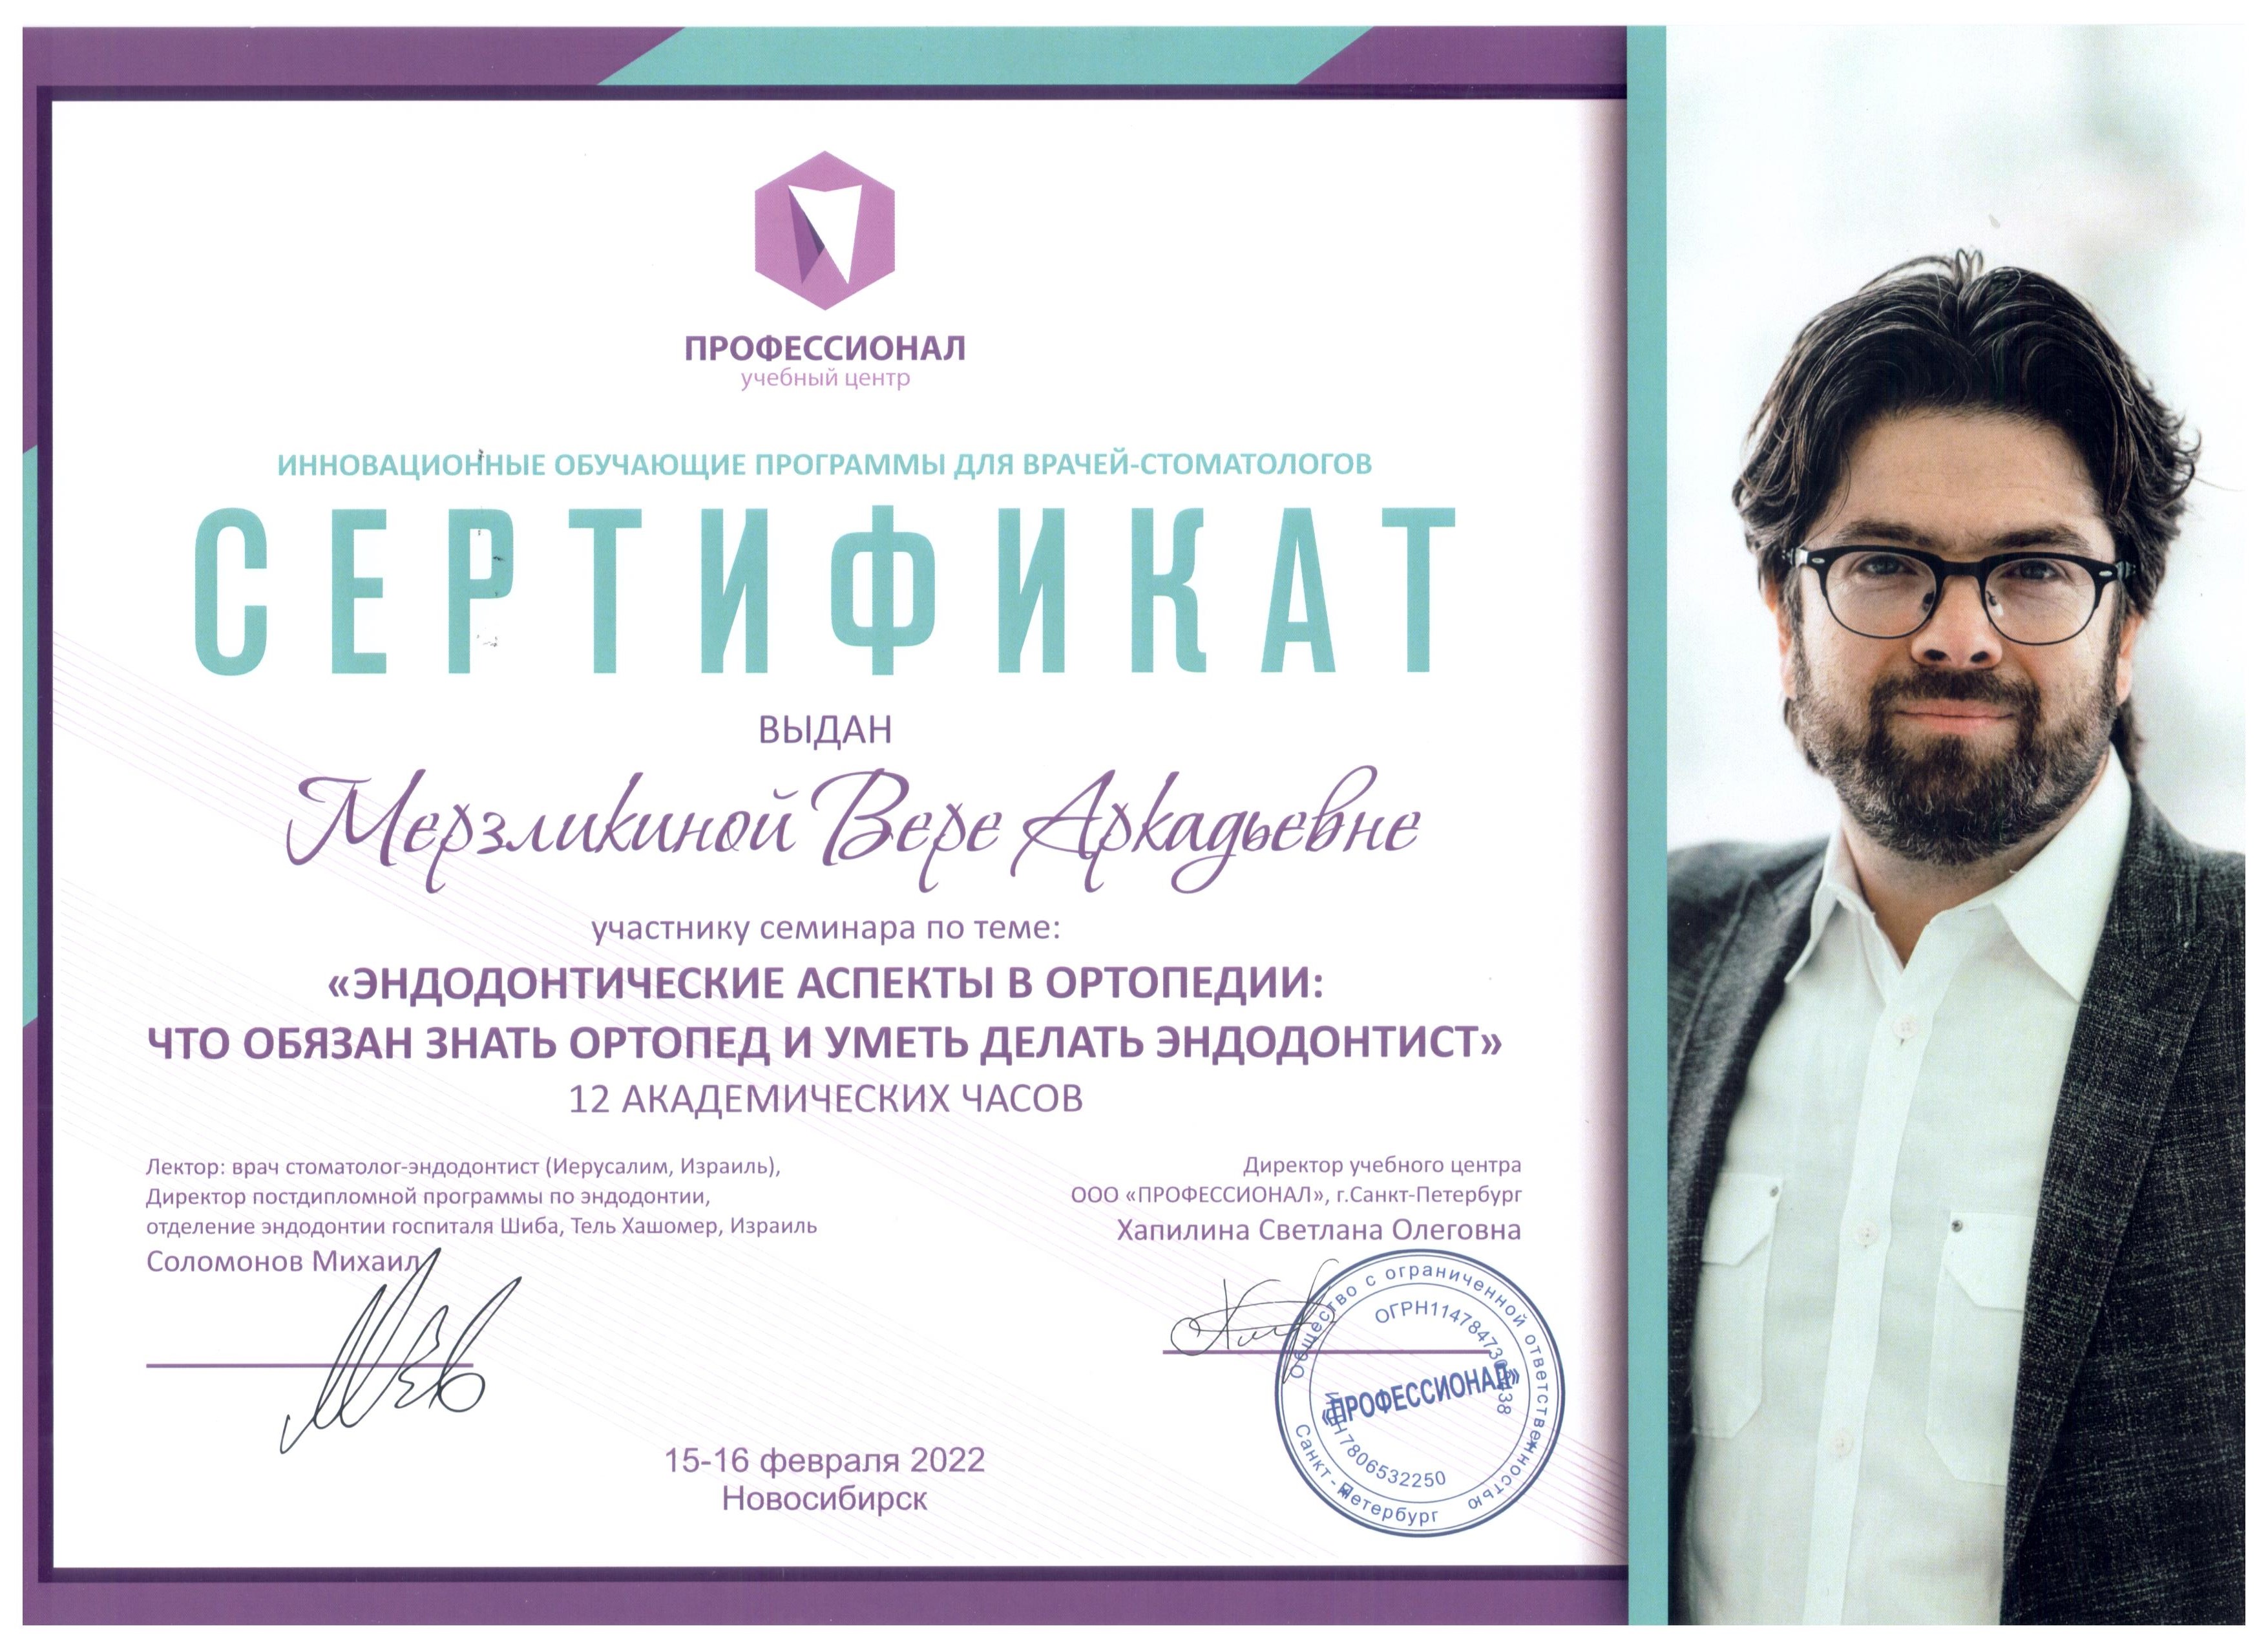 ПРОФЕССИОНАЛ
учебный центр
ИННОВАЦИОННЫЕ ОБУЧАЮЩИЕ ПРОГРАММЫ ДЛЯ ВРАЧЕЙ-СТОМАТОЛОГОВ
СЕРТИФИКАТ
ВЫДАН
Мерзликиной Вере Аркадьевне
участнику семинара по теме:
«ЭНДОДОНТИЧЕСКИЕ АСПЕКТЫ В ОРТОПЕДИИ:
ЧТО ОБЯЗАН ЗНАТЬ ОРТОПЕД И УМЕТЬ ДЕЛАТЬ ЭНДОДОНТИСТ»
12 АКАДЕМИЧЕСКИХ ЧАСОВ
Лектор: врач стоматолог-эндодонтист (Иерусалим, Израиль),
Директор постдипломной программы по эндодонтии,
отделение эндодонтии госпиталя Шиба, Тель Хашомер, Израиль
Соломонов Михаил
Директор учебного центра
ООО «ПРОФЕССИОНАЛ», г.Санкт-Петербург
Хапилина Светлана Олеговна
Общество с ограниченной ответственностью
«ПРОФЕССИОНАЛ»
ИНН7806532250
Санкт-Петербург
15-16 февраля 2022
Новосибирск